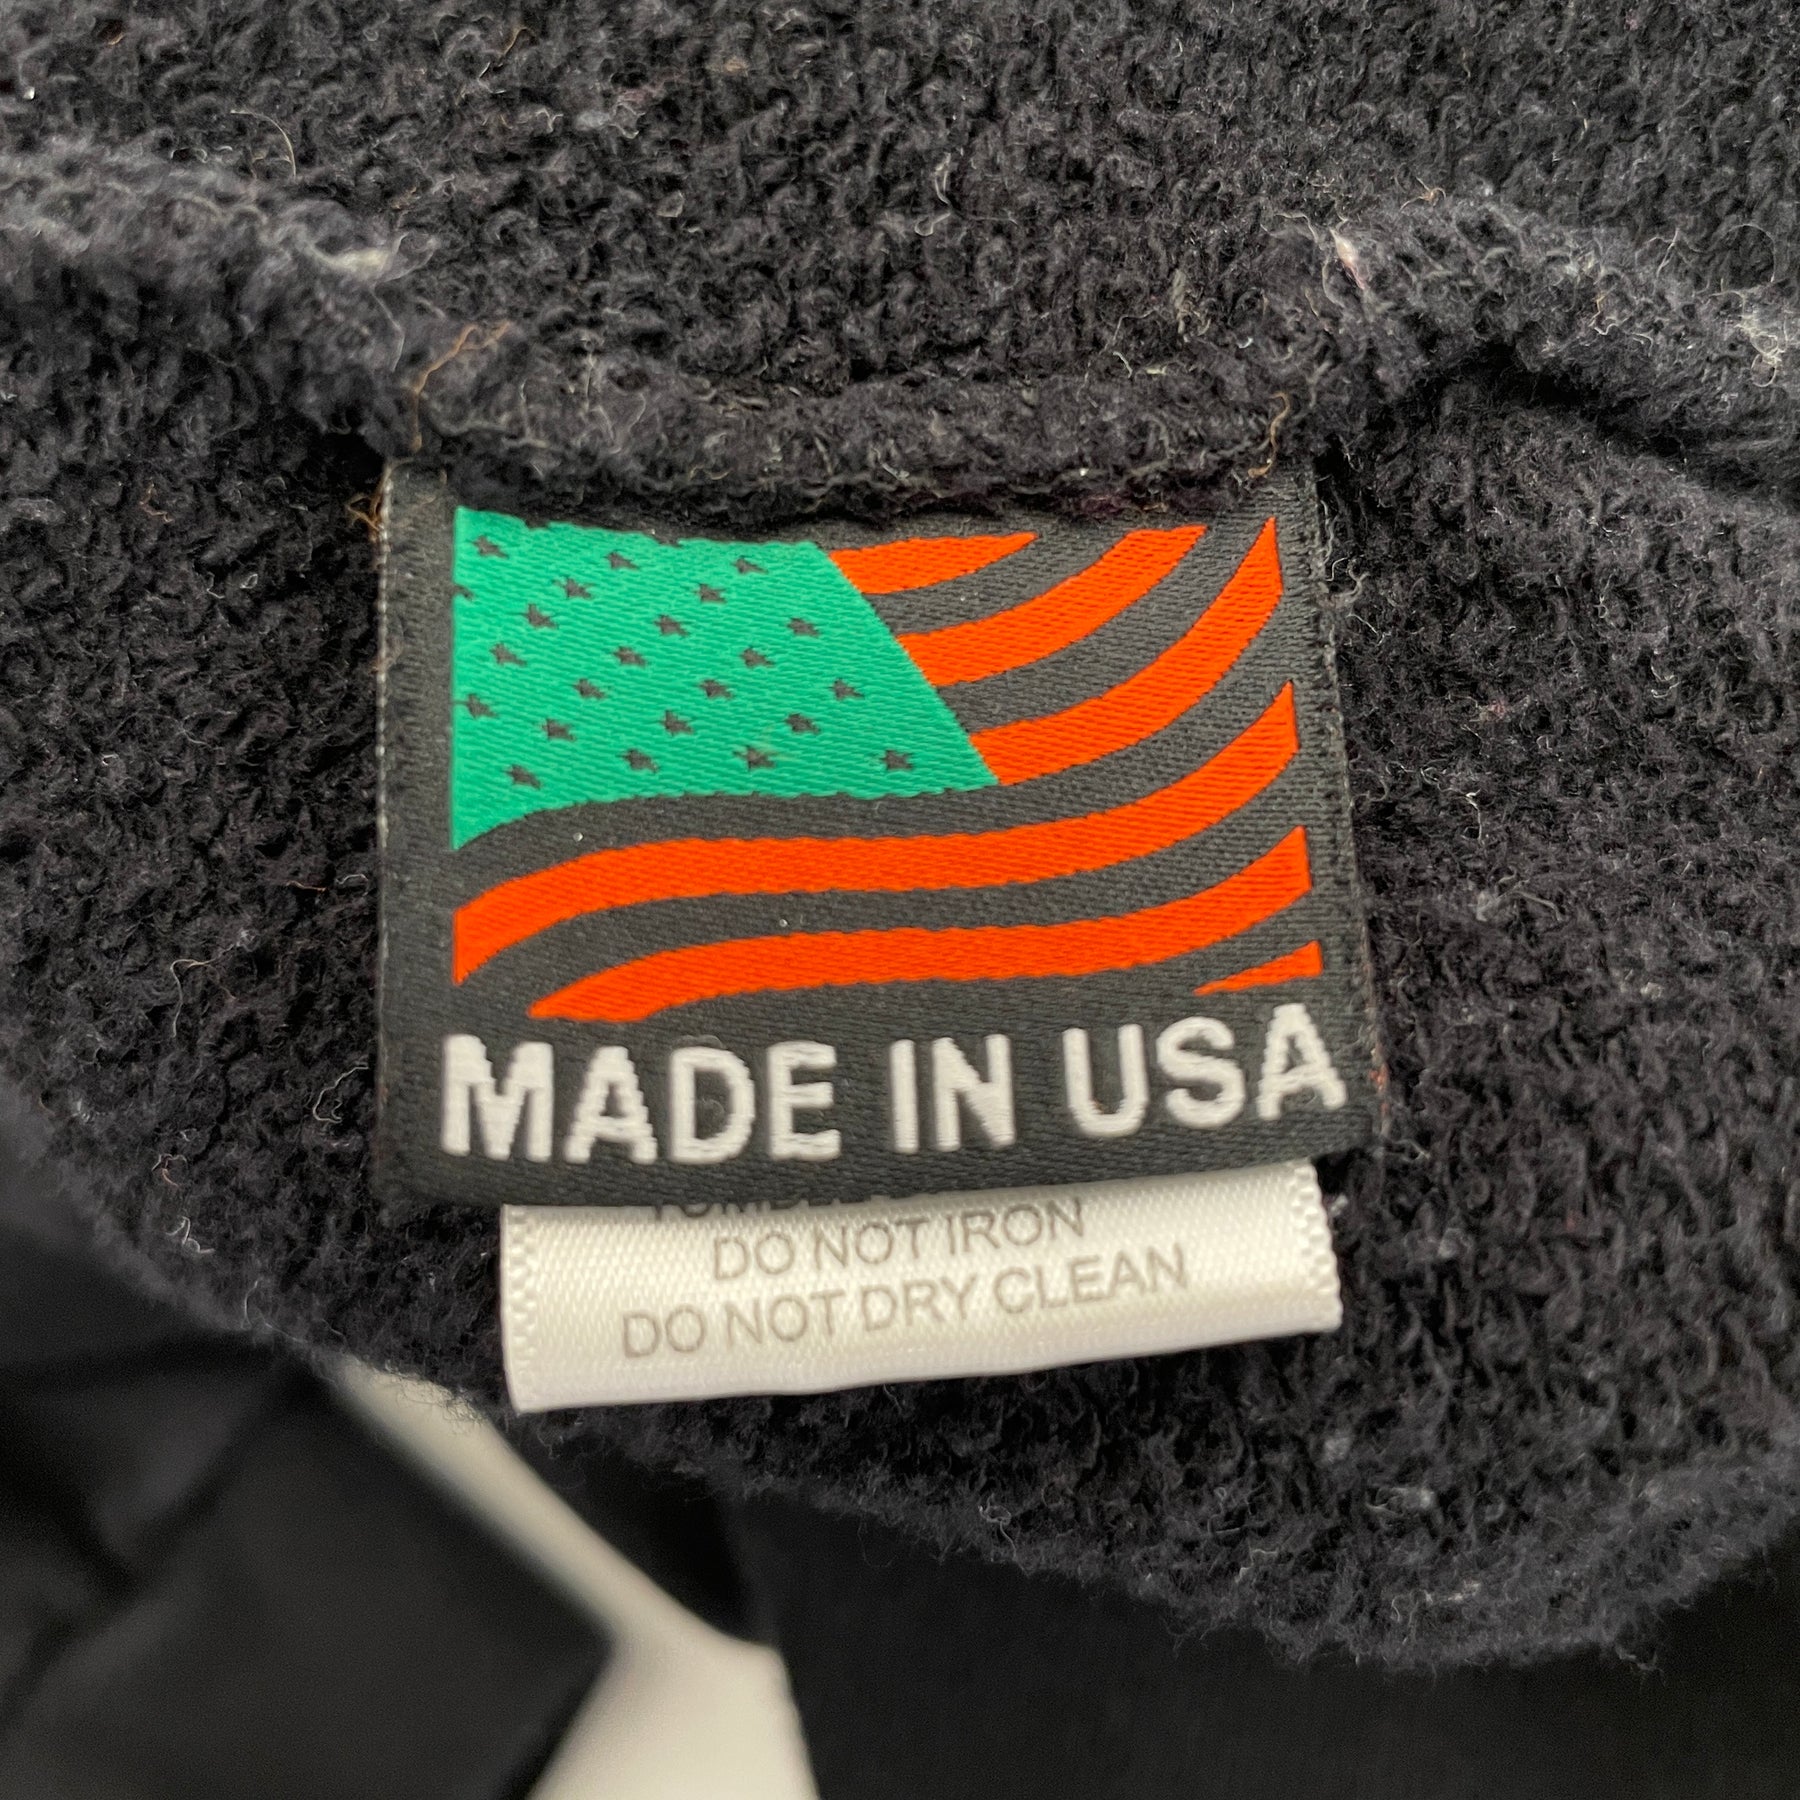 MADE IN USA
DO NOT IRON
DO NOT DRY CLEAN